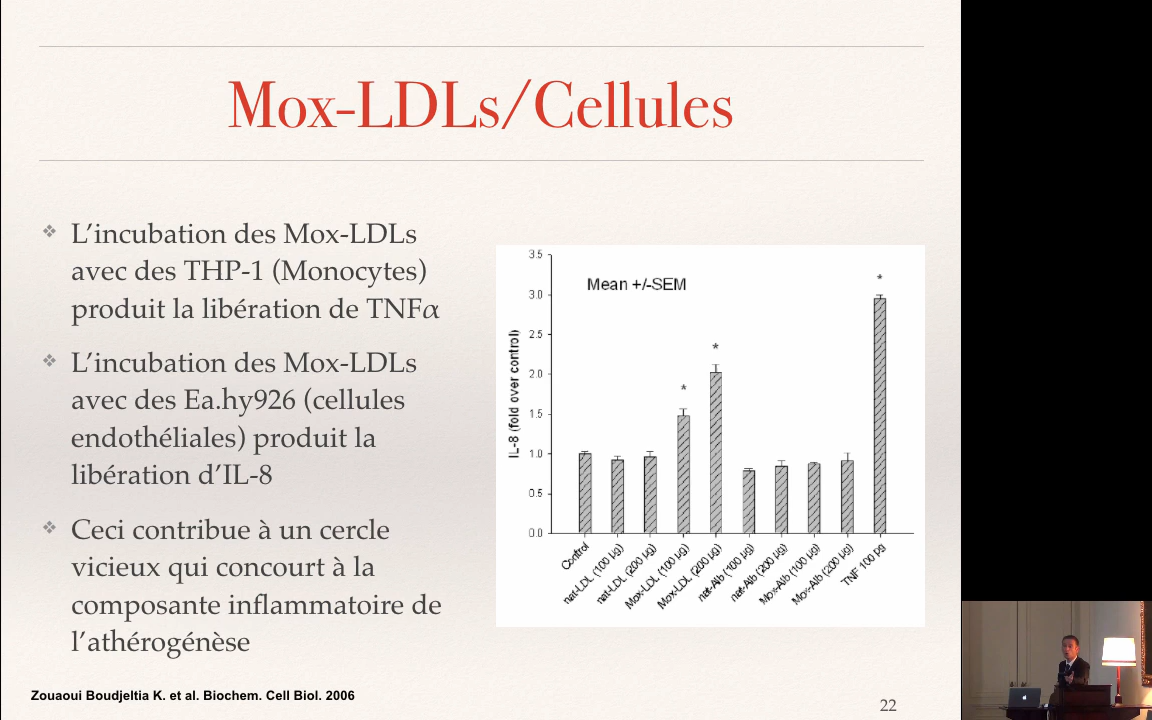 Mox-LDLs/Cellules
❖ L’incubation des Mox-LDLs
avec des THP-1 (Monocytes)
produit la libération de TNFα
❖ L’incubation des Mox-LDLs
avec des Ea.hy926 (cellules
endothéliales) produit la
libération d’IL-8
❖ Ceci contribue à un cercle
vicieux qui concourt à la
composante inflammatoire de
l’athérogénèse
Mean +/-SEM
IL-8 (fold over control)
3.5
3.0
2.5
2.0
1.5
1.0
0.5
0.0
*
*
*
Control
nat-LDL (100 µg)
nat-LDL (200 µg)
Mox-LDL (100 µg)
Mox-LDL (200 µg)
nat-Alb (100 µg)
nat-Alb (200 µg)
Mox-Alb (100 µg)
Mox-Alb (200 µg)
TNF 100 µg
Zouaoui Boudjeltia K. et al. Biochem. Cell Biol. 2006
22